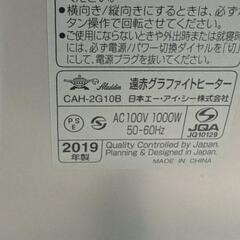 ください。
• 横向き/縦向きにするときは、必ず
タン操作で回転させてください。
• ご使用にならないときや外出時または就寝時
には、必ず電源/パワー切換ダイヤルを「切」
にして、電源プラグを抜いて
Aladdin 遠赤グラファイトヒーター
CAH-2G10B 日本エー・アイ・シー株式会社
PSE AC100V 1000W
50-60Hz
JQA
JQ10129
2019
年製
Quality Controlled by Japan.
Planning & Designed in Japan.
MADE IN CHINA